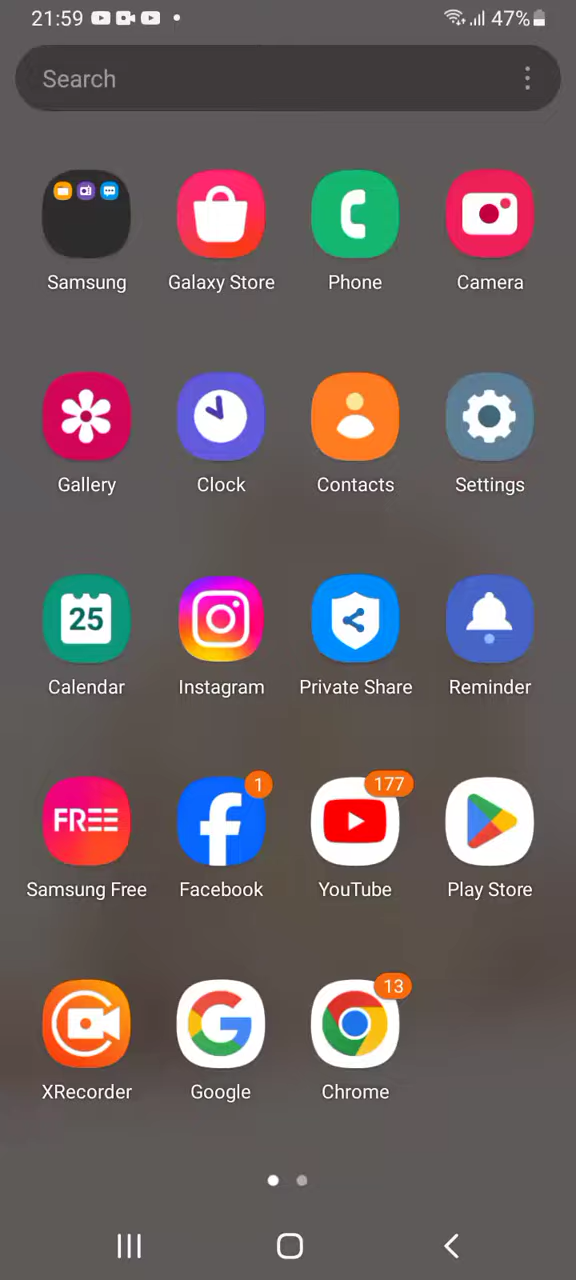 21:59 47%
Search
Samsung Galaxy Store Phone Camera
Gallery Clock Contacts Settings
25
Calendar Instagram Private Share Reminder
FREE 1 177
Samsung Free Facebook YouTube Play Store
13
XRecorder Google Chrome